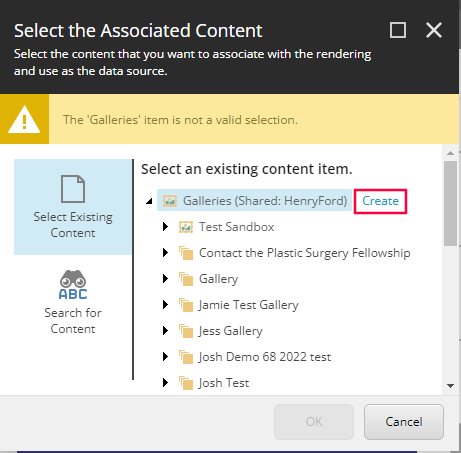 Select the Associated Content
Select the content that you want to associate with the rendering
and use as the data source.
The 'Galleries' item is not a valid selection.
Select Existing
Content
ABC
Search for
Content
Select an existing content item.
Galleries (Shared: HenryFord) Create
Test Sandbox
Contact the Plastic Surgery Fellowship
Gallery
Jamie Test Gallery
Jess Gallery
Josh Demo 68 2022 test
Josh Test
OK Cancel